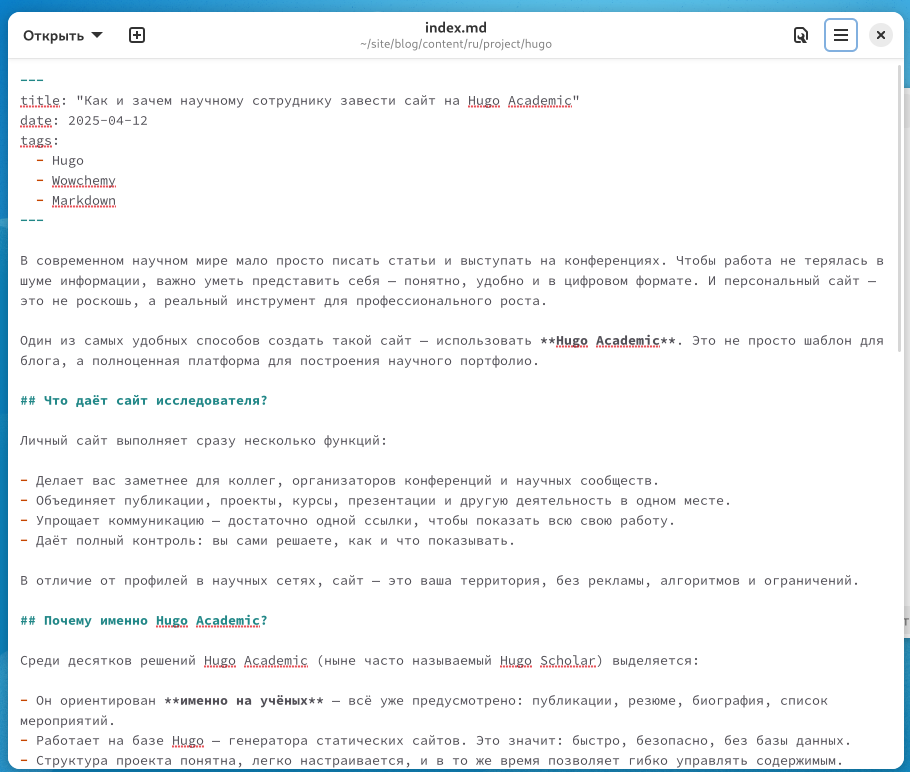 Открыть
index.md
~/site/blog/content/ru/project/hugo
---
title: "Как и зачем научному сотруднику завести сайт на Hugo Academic"
date: 2025-04-12
tags:
- Hugo
- Wowchemy
- Markdown
---
В современном научном мире мало просто писать статьи и выступать на конференциях. Чтобы работа не терялась в
шуме информации, важно уметь представить себя — понятно, удобно и в цифровом формате. И персональный сайт —
это не роскошь, а реальный инструмент для профессионального роста.
Один из самых удобных способов создать такой сайт — использовать **Hugo Academic**. Это не просто шаблон для
блога, а полноценная платформа для построения научного портфолио.
## Что даёт сайт исследователя?
Личный сайт выполняет сразу несколько функций:
- Делает вас заметнее для коллег, организаторов конференций и научных сообществ.
- Объединяет публикации, проекты, курсы, презентации и другую деятельность в одном месте.
- Упрощает коммуникацию — достаточно одной ссылки, чтобы показать всю свою работу.
- Даёт полный контроль: вы сами решаете, как и что показывать.
В отличие от профилей в научных сетях, сайт — это ваша территория, без рекламы, алгоритмов и ограничений.
## Почему именно Hugo Academic?
Среди десятков решений Hugo Academic (ныне часто называемый Hugo Scholar) выделяется:
- Он ориентирован **именно на учёных** — всё уже предусмотрено: публикации, резюме, биография, список
мероприятий.
- Работает на базе Hugo — генератора статических сайтов. Это значит: быстро, безопасно, без базы данных.
- Структура проекта понятна, легко настраивается, и в то же время позволяет гибко управлять содержимым.